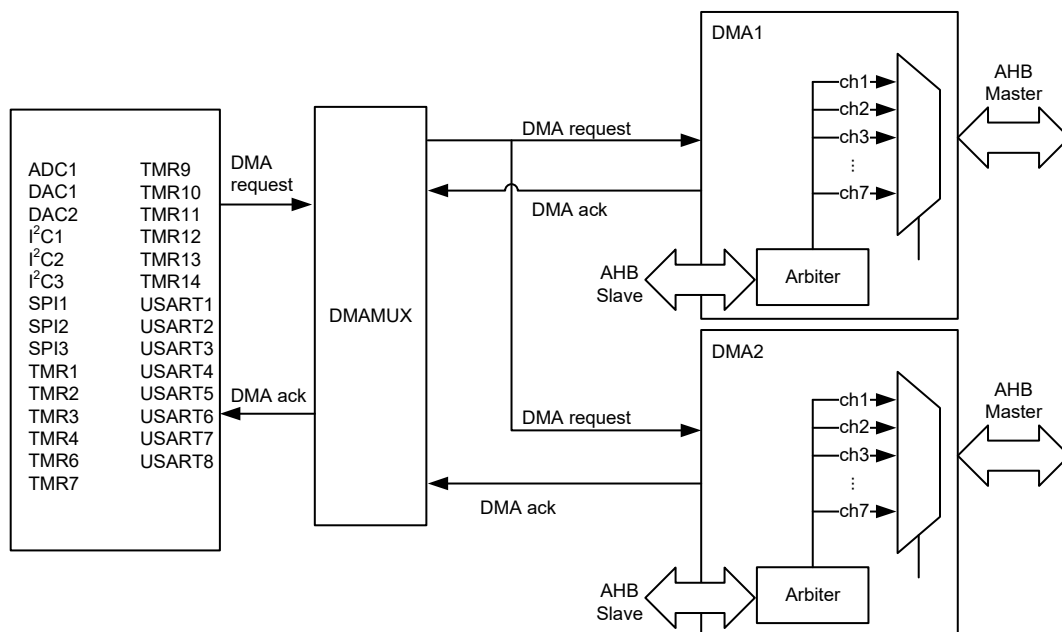 ADC1
DAC1
DAC2
I²C1
I²C2
I²C3
SPI1
SPI2
SPI3
TMR1
TMR2
TMR3
TMR4
TMR6
TMR7
TMR9
TMR10
TMR11
TMR12
TMR13
TMR14
USART1
USART2
USART3
USART4
USART5
USART6
USART7
USART8
DMA
request
DMA ack
DMAMUX
DMA request
DMA ack
DMA1
ch1
ch2
ch3
...
ch7
Arbiter
AHB
Slave
AHB
Master
DMA request
DMA ack
DMA2
ch1
ch2
ch3
...
ch7
Arbiter
AHB
Slave
AHB
Master